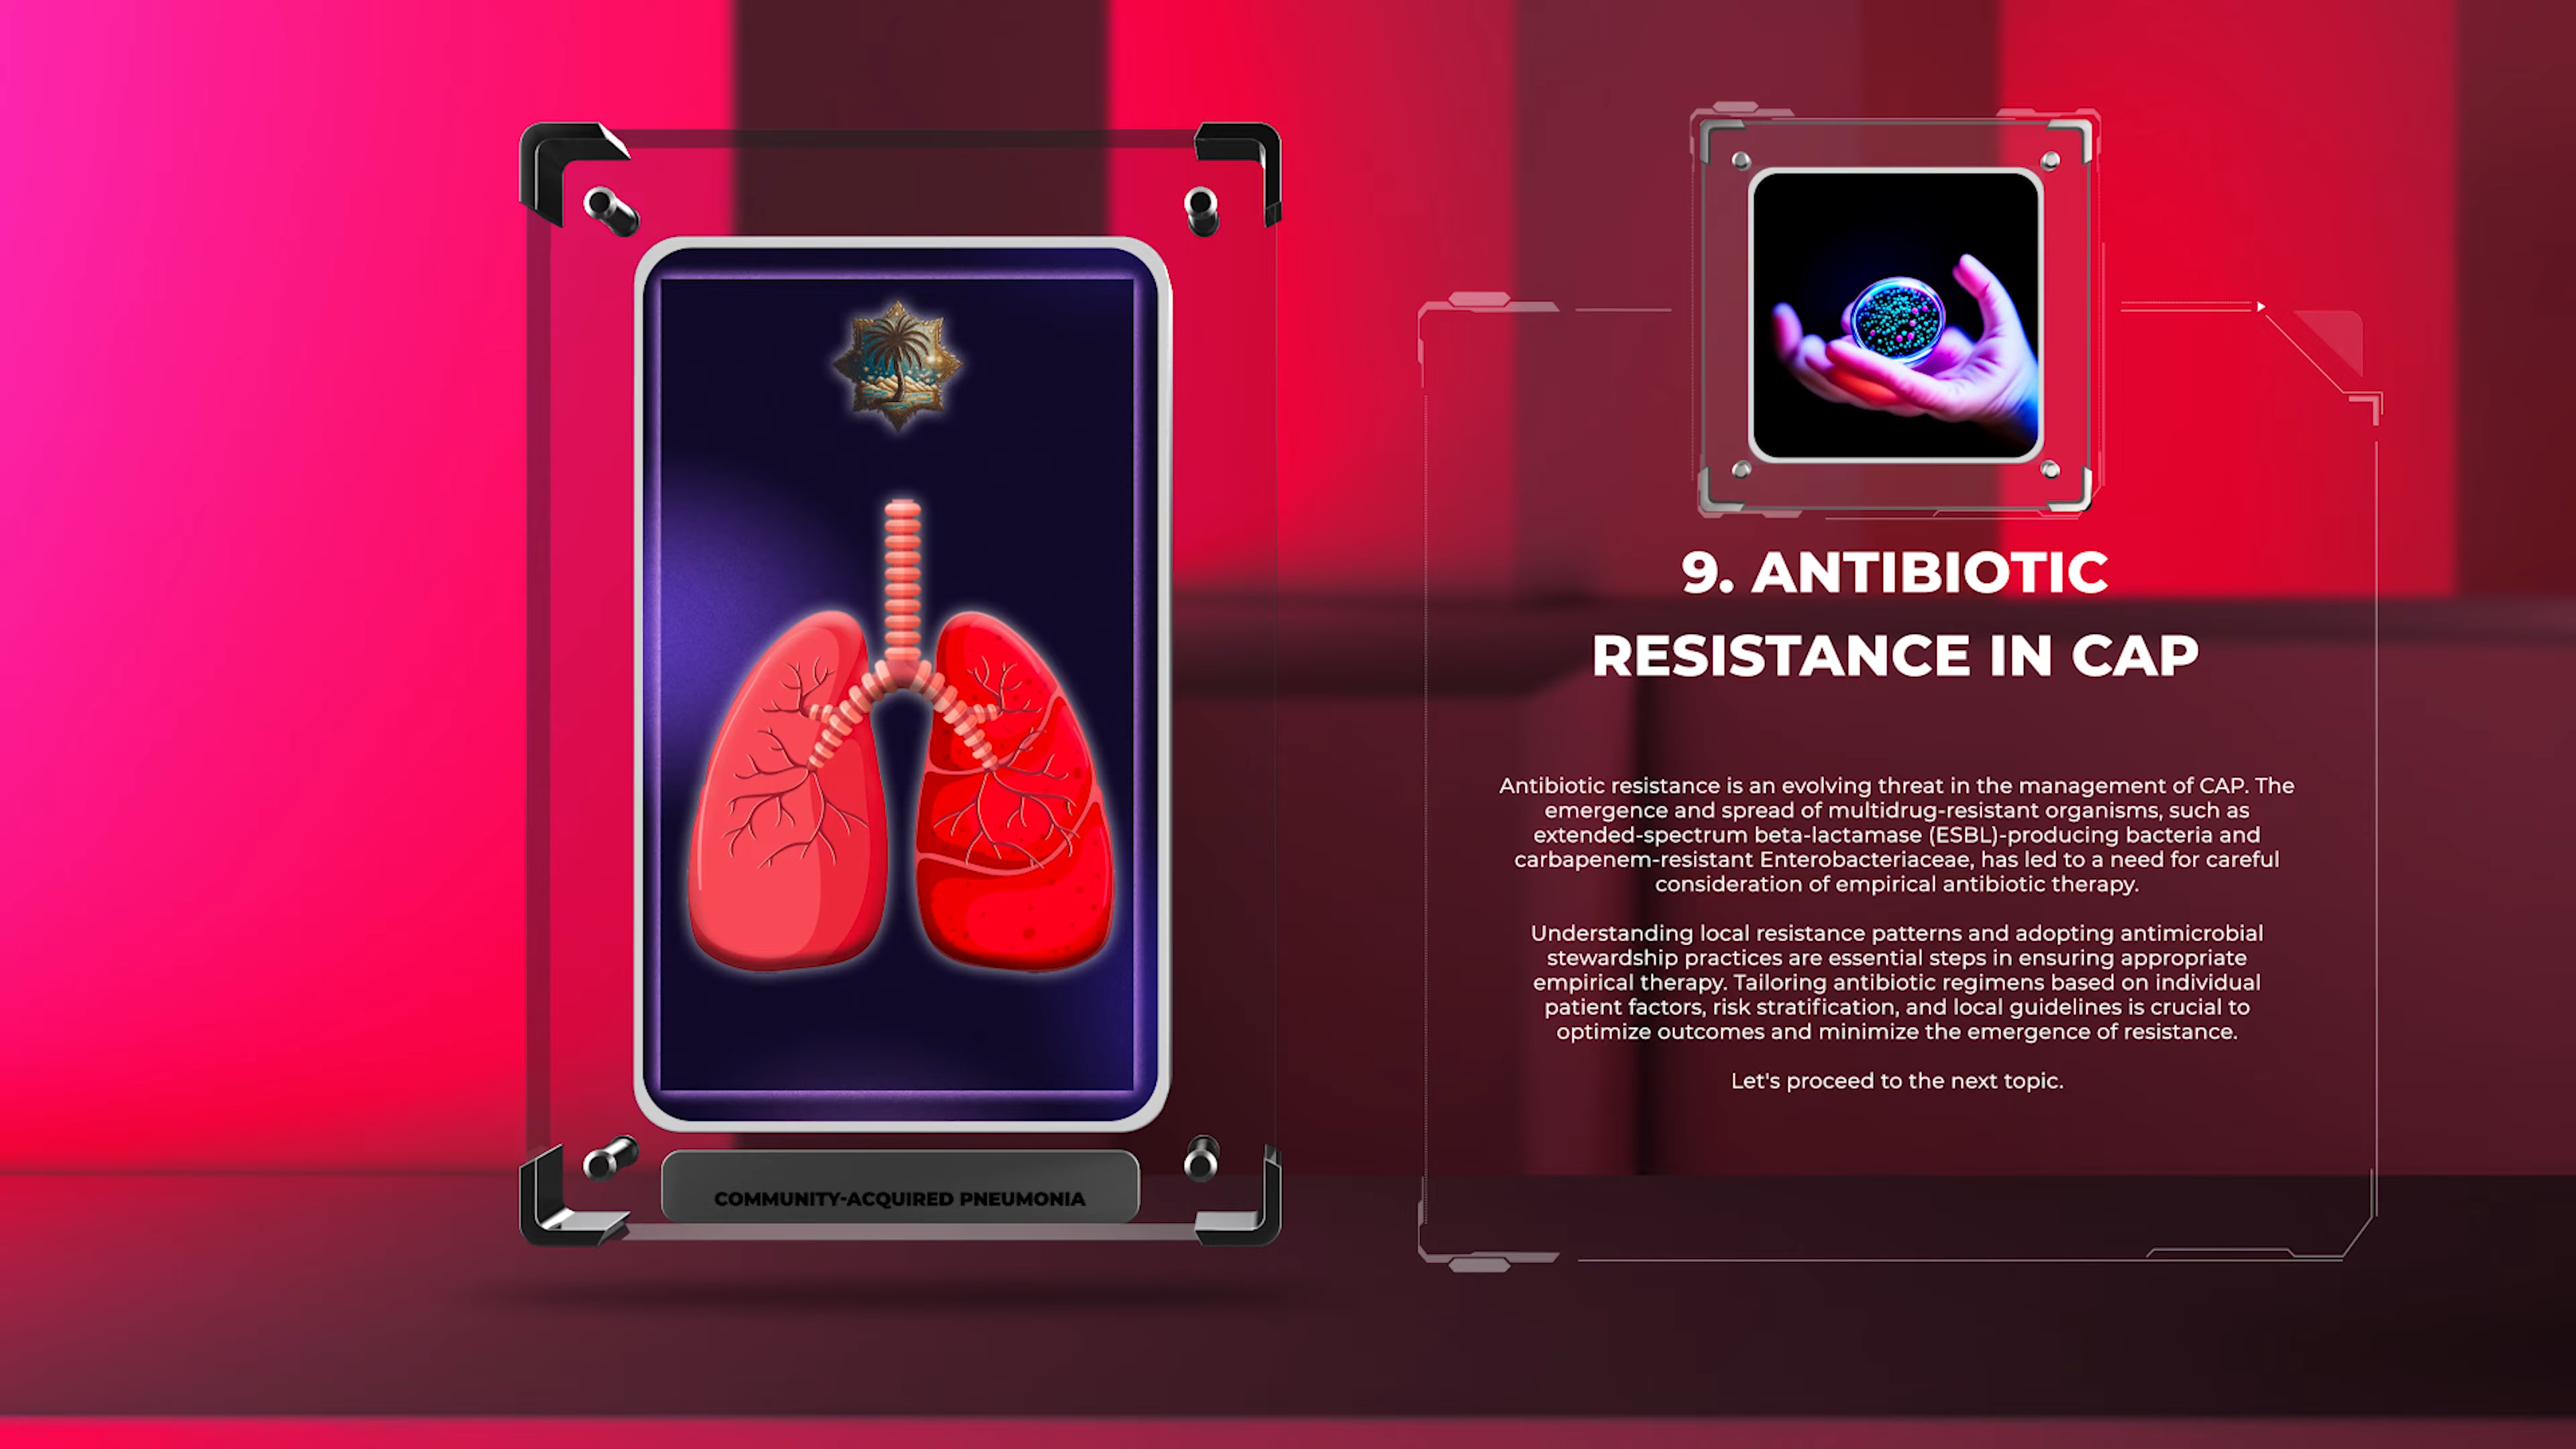 COMMUNITY-ACQUIRED PNEUMONIA
9. ANTIBIOTIC
RESISTANCE IN CAP
Antibiotic resistance is an evolving threat in the management of CAP. The
emergence and spread of multidrug-resistant organisms, such as
extended-spectrum beta-lactamase (ESBL)-producing bacteria and
carbapenem-resistant Enterobacteriaceae, has led to a need for careful
consideration of empirical antibiotic therapy.
Understanding local resistance patterns and adopting antimicrobial
stewardship practices are essential steps in ensuring appropriate
empirical therapy. Tailoring antibiotic regimens based on individual
patient factors, risk stratification, and local guidelines is crucial to
optimize outcomes and minimize the emergence of resistance.
Let's proceed to the next topic.